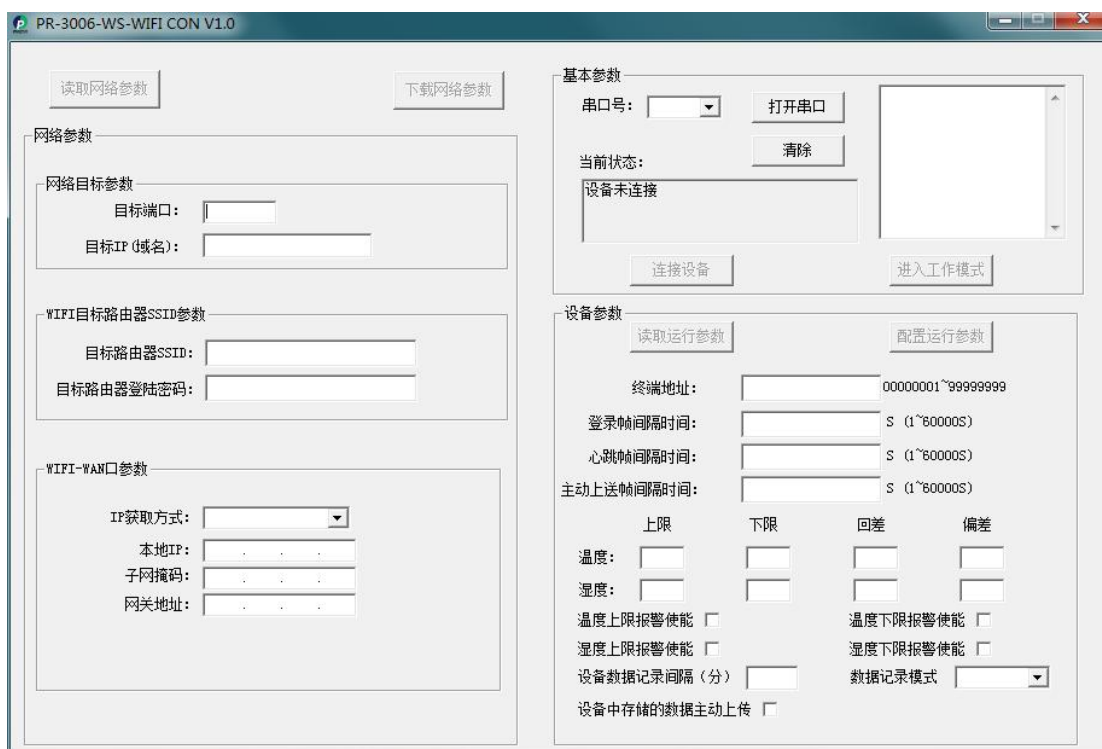 PR-3006-WS-WIFI CON V1.0
读取网络参数
下载网络参数
网络参数
网络目标参数
目标端口：
目标IP(域名)：
WIFI目标路由器SSID参数
目标路由器SSID：
目标路由器登陆密码：
WIFI-WAN口参数
IP获取方式：
本地IP：
子网掩码：
网关地址：
基本参数
串口号：
打开串口
清除
当前状态：
设备未连接
连接设备
进入工作模式
设备参数
读取运行参数
配置运行参数
终端地址：
00000001~99999999
登录帧间隔时间：
S (1~60000S)
心跳帧间隔时间：
S (1~60000S)
主动上送帧间隔时间：
S (1~60000S)
上限 下限 回差 偏差
温度：
湿度：
温度上限报警使能
温度下限报警使能
湿度上限报警使能
湿度下限报警使能
设备数据记录间隔（分）
数据记录模式
设备中存储的数据主动上传